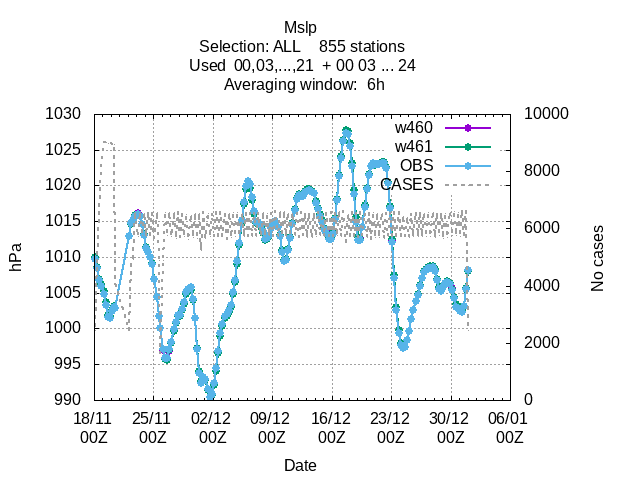 Mslp
Selection: ALL 855 stations
Used 00,03,...,21 + 00 03 ... 24
Averaging window: 6h
1030 10000
w460
w461
1025
OBS 8000
1020 CASES
1015 6000
hPa
1010
No cases
1005 4000
1000
2000
995
990 0
18/11 25/11 02/12 09/12 16/12 23/12 30/12 06/01
00Z 00Z 00Z 00Z 00Z 00Z 00Z 00Z
Date